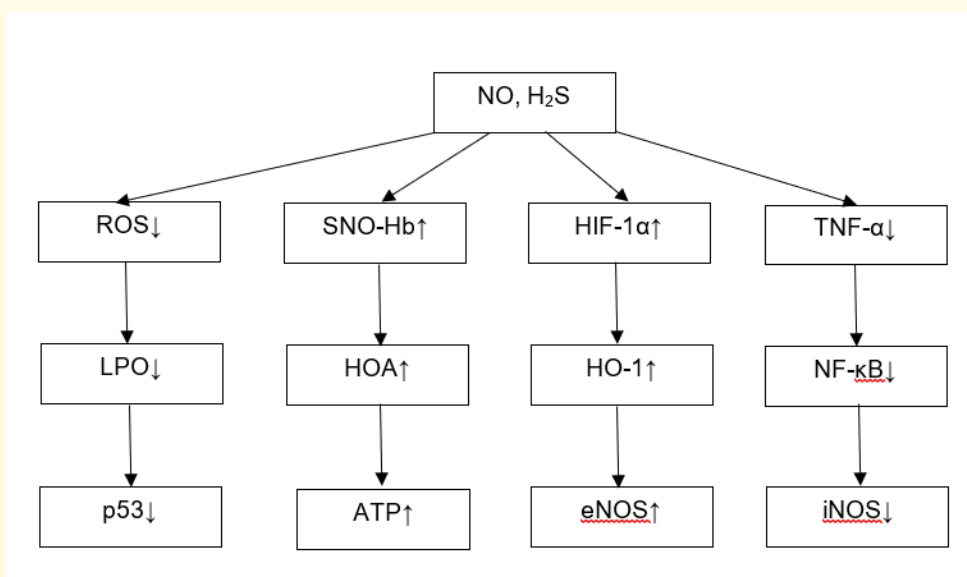 NO, H₂S
ROS↓
SNO-Hb↑
HIF-1α↑
TNF-α↓
LPO↓
HOA↑
HO-1↑
NF-κB↓
p53↓
ATP↑
eNOS↑
iNOS↓